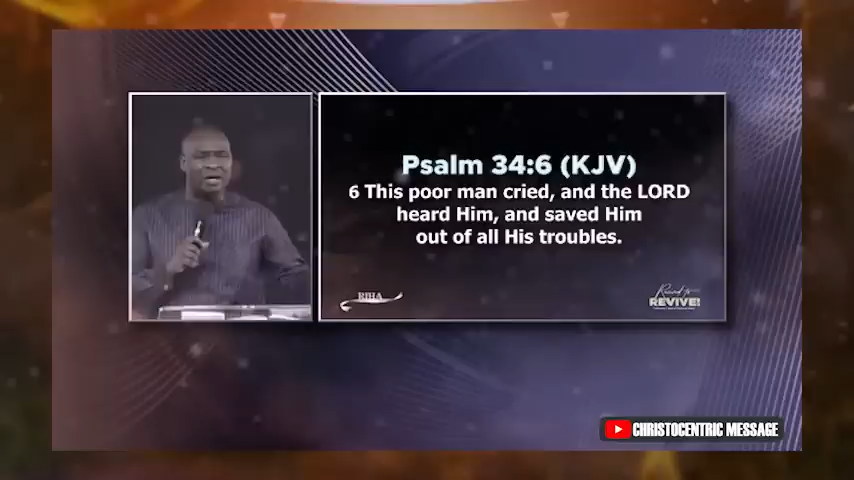 Psalm 34:6 (KJV)
6 This poor man cried, and the LORD
heard Him, and saved Him
out of all His troubles.
RIHA
REVIVE!
CHRISTOCENTRIC MESSAGE